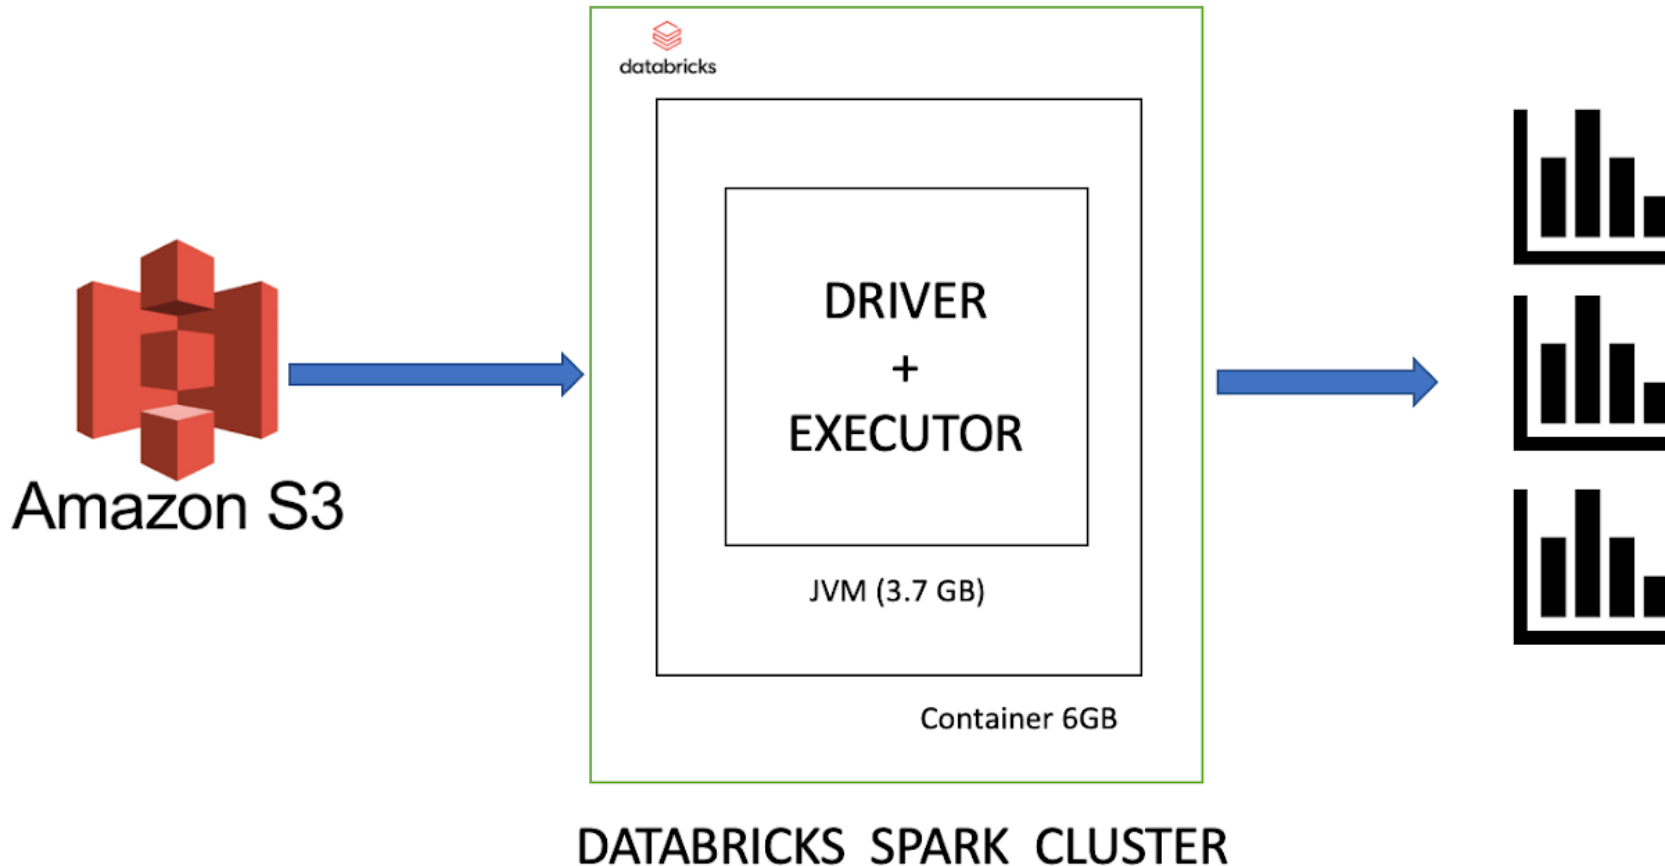 Amazon S3
databricks
DRIVER
+
EXECUTOR
JVM (3.7 GB)
Container 6GB
DATABRICKS SPARK CLUSTER